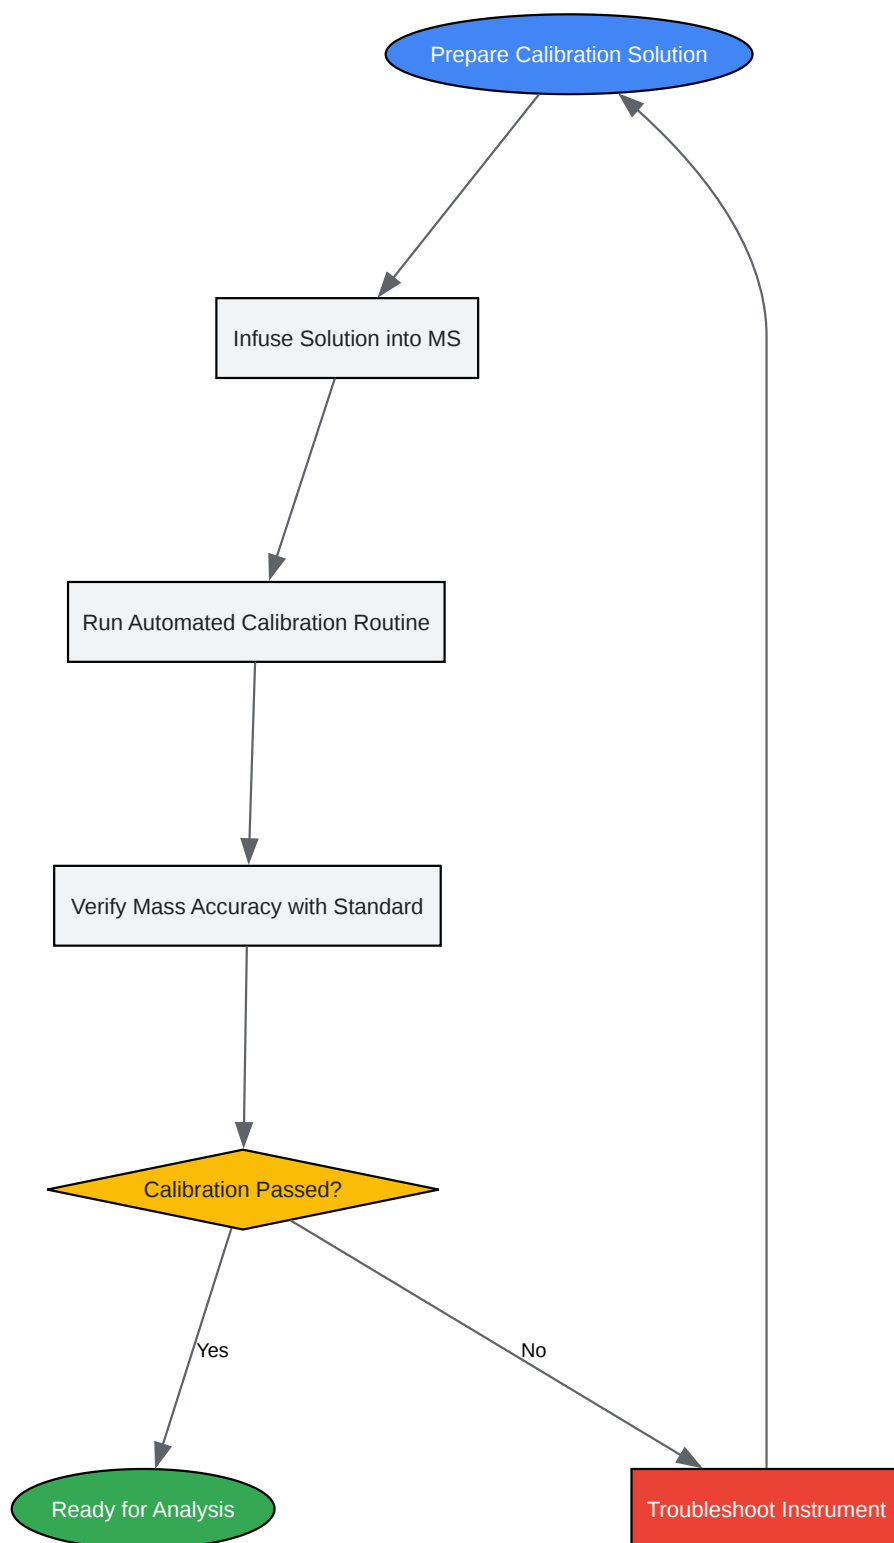 Prepare Calibration Solution
Infuse Solution into MS
Run Automated Calibration Routine
Verify Mass Accuracy with Standard
Calibration Passed?
Yes
No
Ready for Analysis
Troubleshoot Instrument